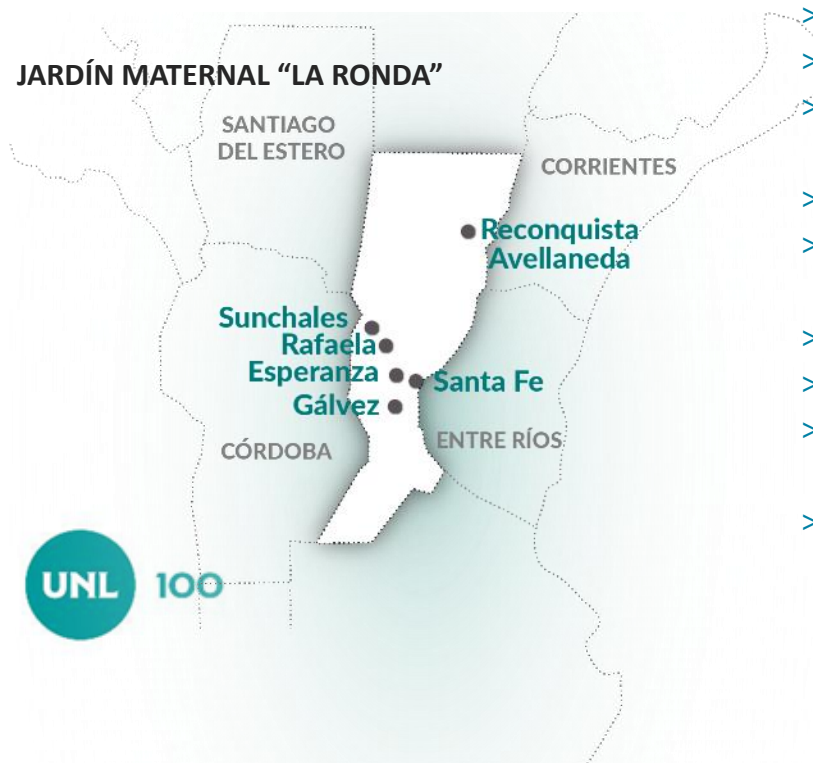 >
>
JARDÍN MATERNAL “LA RONDA”
>
SANTIAGO
DEL ESTERO
CORRIENTES
>
Reconquista
>
Avellaneda
Sunchales
>
Rafaela
Esperanza
Santa Fe
>
Gálvez
>
CÓRDOBA
ENTRE RÍOS
>
UNL 100